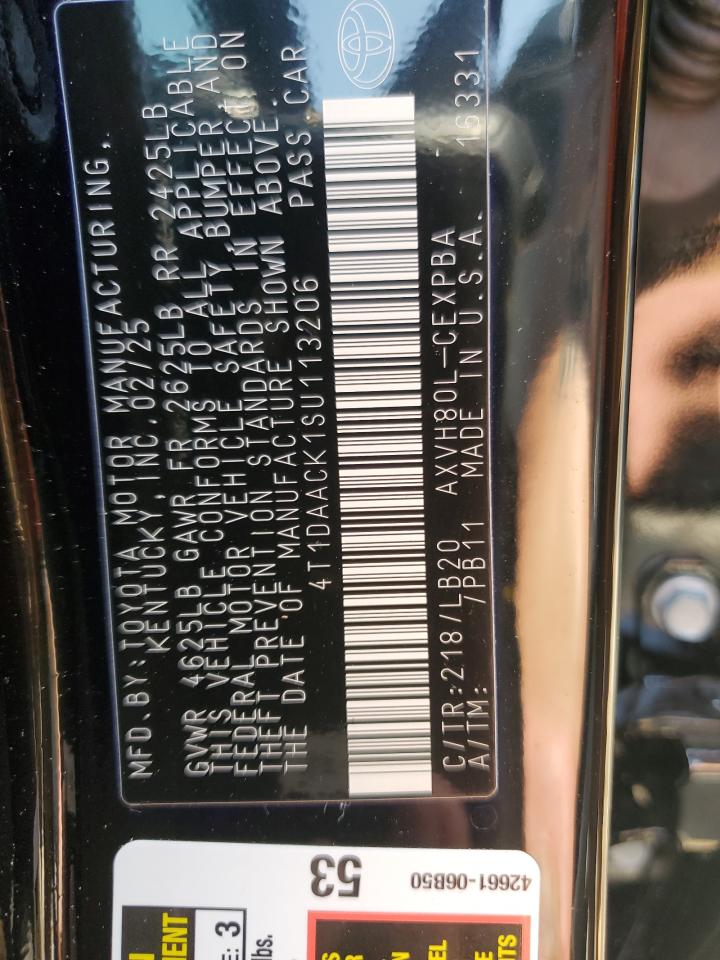 MFD.BY:TOYOTA MOTOR MANUFACTURING,
KENTUCKY, INC. 02/25
GVWR 4625LB GAWR FR 2625LB RR 2425LB
THIS VEHICLE CONFORMS TO ALL APPLICABLE
FEDERAL MOTOR VEHICLE SAFETY, BUMPER AND
THEFT PREVENTION STANDARDS IN EFFECT ON
THE DATE OF MANUFACTURE SHOWN ABOVE.
4T1DAACK1SU113206 PASS CAR
C/TR:218/LB20 AXVH80L-CEXPBA
A/TM: /PB11 MADE IN U.S.A. 16331
53
42661-06B50
3
lbs.